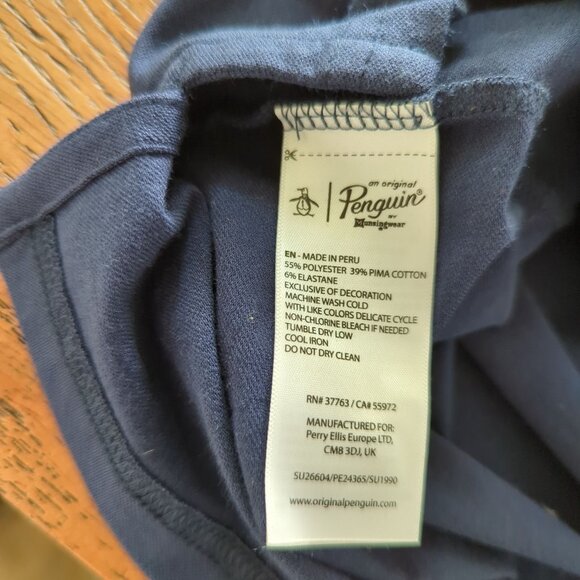 an original
Penguin®
BY
Munsingwear
EN - MADE IN PERU
55% POLYESTER 39% PIMA COTTON
6% ELASTANE
EXCLUSIVE OF DECORATION
MACHINE WASH COLD
WITH LIKE COLORS DELICATE CYCLE
NON-CHLORINE BLEACH IF NEEDED
TUMBLE DRY LOW
COOL IRON
DO NOT DRY CLEAN
RN# 37763 / CA# 55972
MANUFACTURED FOR:
Perry Ellis Europe LTD,
CM8 3DJ, UK
SU26604/PE24365/SU1990
www.originalpenguin.com